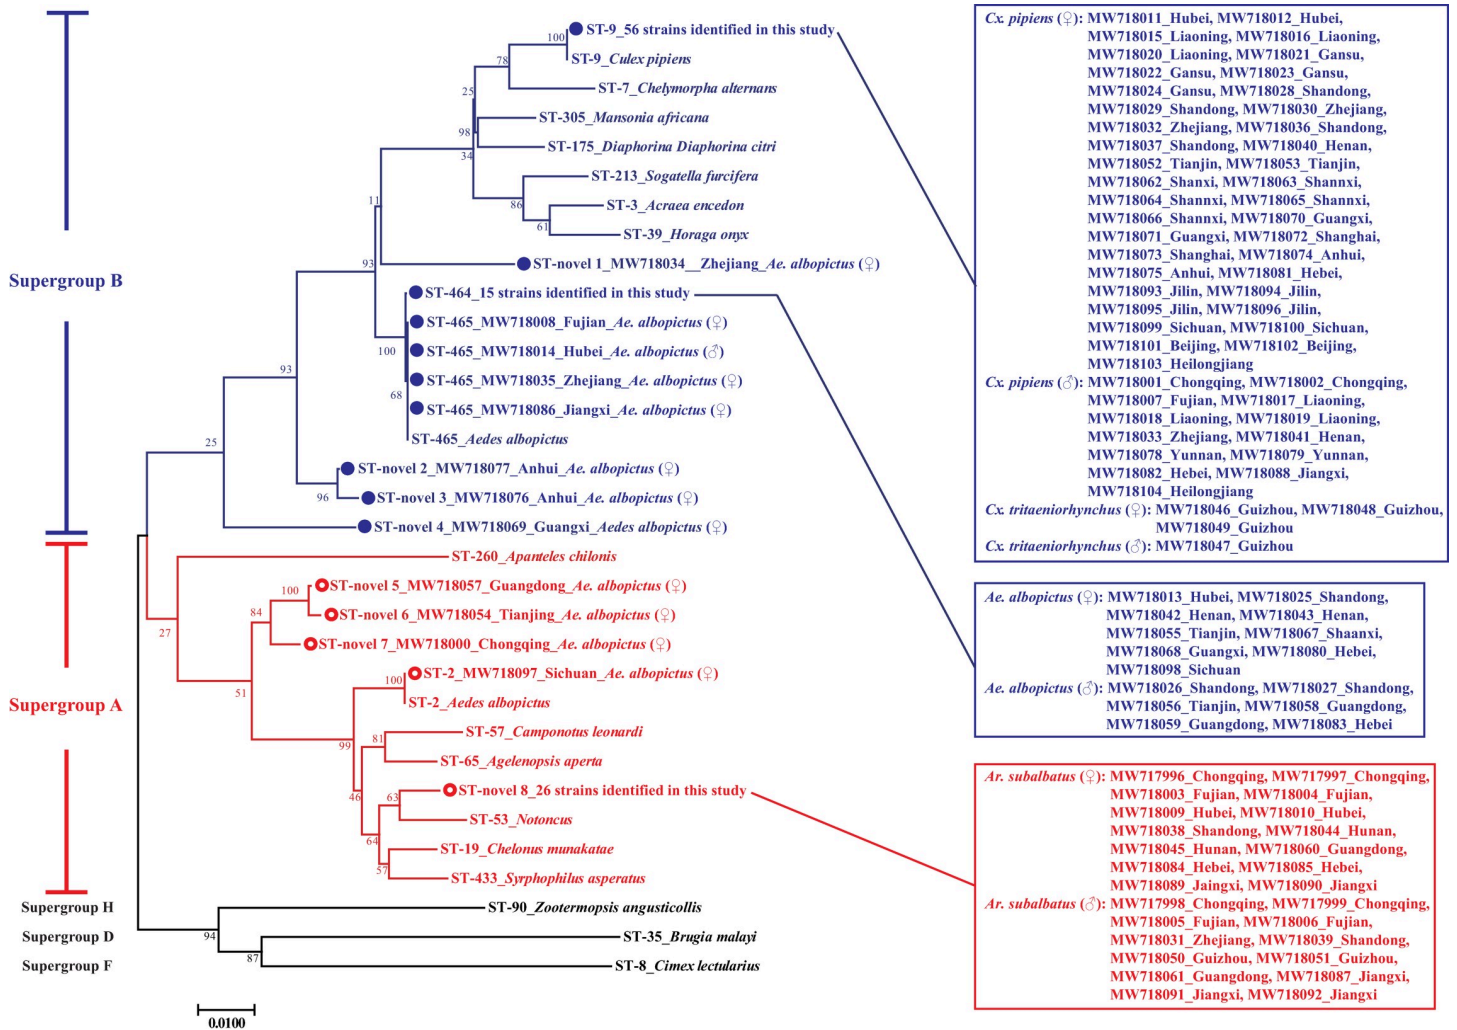 ST-9_56 strains identified in this study
100
ST-9_Culex pipiens
78
ST-7_Chelymorpha alternans
25
ST-305_Mansonia africana
98
34
ST-175_Diaphorina Diaphorina citri
ST-213_Sogatella furcifera
86
ST-3_Acraea encedon
61
ST-39_Horaga onyx
11
93
ST-novel 1_MW718034__Zhejiang_Ae. albopictus (♀)
ST-464_15 strains identified in this study
ST-465_MW718008_Fujian_Ae. albopictus (♀)
100
ST-465_MW718014_Hubei_Ae. albopictus (♂)
ST-465_MW718035_Zhejiang_Ae. albopictus (♀)
68
ST-465_MW718086_Jiangxi_Ae. albopictus (♀)
ST-465_Aedes albopictus
93
25
ST-novel 2_MW718077_Anhui_Ae. albopictus (♀)
96
ST-novel 3_MW718076_Anhui_Ae. albopictus (♀)
ST-novel 4_MW718069_Guangxi_Aedes albopictus (♀)
Supergroup B
ST-260_Apanteles chilonis
27
ST-novel 5_MW718057_Guangdong_Ae. albopictus (♀)
100
84
ST-novel 6_MW718054_Tianjing_Ae. albopictus (♀)
ST-novel 7_MW718000_Chongqing_Ae. albopictus (♀)
51
ST-2_MW718097_Sichuan_Ae. albopictus (♀)
100
ST-2_Aedes albopictus
99
ST-57_Camponotus leonardi
81
ST-65_Agelenopsis aperta
46
ST-novel 8_26 strains identified in this study
63
ST-53_Notoncus
64
ST-19_Chelonus munakatae
57
ST-433_Syrphophilus asperatus
Supergroup A
Supergroup H
ST-90_Zootermopsis angusticollis
94
Supergroup D
ST-35_Brugia malayi
87
Supergroup F
ST-8_Cimex lectularius
0.0100
Cx. pipiens (♀): MW718011_Hubei, MW718012_Hubei,
MW718015_Liaoning, MW718016_Liaoning,
MW718020_Liaoning, MW718021_Gansu,
MW718022_Gansu, MW718023_Gansu,
MW718024_Gansu, MW718028_Shandong,
MW718029_Shandong, MW718030_Zhejiang,
MW718032_Zhejiang, MW718036_Shandong,
MW718037_Shandong, MW718040_Henan,
MW718052_Tianjin, MW718053_Tianjin,
MW718062_Shanxi, MW718063_Shannxi,
MW718064_Shannxi, MW718065_Shannxi,
MW718066_Shannxi, MW718070_Guangxi,
MW718071_Guangxi, MW718072_Shanghai,
MW718073_Shanghai, MW718074_Anhui,
MW718075_Anhui, MW718081_Hebei,
MW718093_Jilin, MW718094_Jilin,
MW718095_Jilin, MW718096_Jilin,
MW718099_Sichuan, MW718100_Sichuan,
MW718101_Beijing, MW718102_Beijing,
MW718103_Heilongjiang
Cx. pipiens (♂): MW718001_Chongqing, MW718002_Chongqing,
MW718007_Fujian, MW718017_Liaoning,
MW718018_Liaoning, MW718019_Liaoning,
MW718033_Zhejiang, MW718041_Henan,
MW718078_Yunnan, MW718079_Yunnan,
MW718082_Hebei, MW718088_Jiangxi,
MW718104_Heilongjiang
Cx. tritaeniorhynchus (♀): MW718046_Guizhou, MW718048_Guizhou,
MW718049_Guizhou
Cx. tritaeniorhynchus (♂): MW718047_Guizhou
Ae. albopictus (♀): MW718013_Hubei, MW718025_Shandong,
MW718042_Henan, MW718043_Henan,
MW718055_Tianjin, MW718067_Shaanxi,
MW718068_Guangxi, MW718080_Hebei,
MW718098_Sichuan
Ae. albopictus (♂): MW718026_Shandong, MW718027_Shandong,
MW718056_Tianjin, MW718058_Guangdong,
MW718059_Guangdong, MW718083_Hebei
Ar. subalbatus (♀): MW717996_Chongqing, MW717997_Chongqing,
MW718003_Fujian, MW718004_Fujian,
MW718009_Hubei, MW718010_Hubei,
MW718038_Shandong, MW718044_Hunan,
MW718045_Hunan, MW718060_Guangdong,
MW718084_Hebei, MW718085_Hebei,
MW718089_Jaingxi, MW718090_Jiangxi
Ar. subalbatus (♂): MW717998_Chongqing, MW717999_Chongqing,
MW718005_Fujian, MW718006_Fujian,
MW718031_Zhejiang, MW718039_Shandong,
MW718050_Guizhou, MW718051_Guizhou,
MW718061_Guangdong, MW718087_Jiangxi,
MW718091_Jiangxi, MW718092_Jiangxi